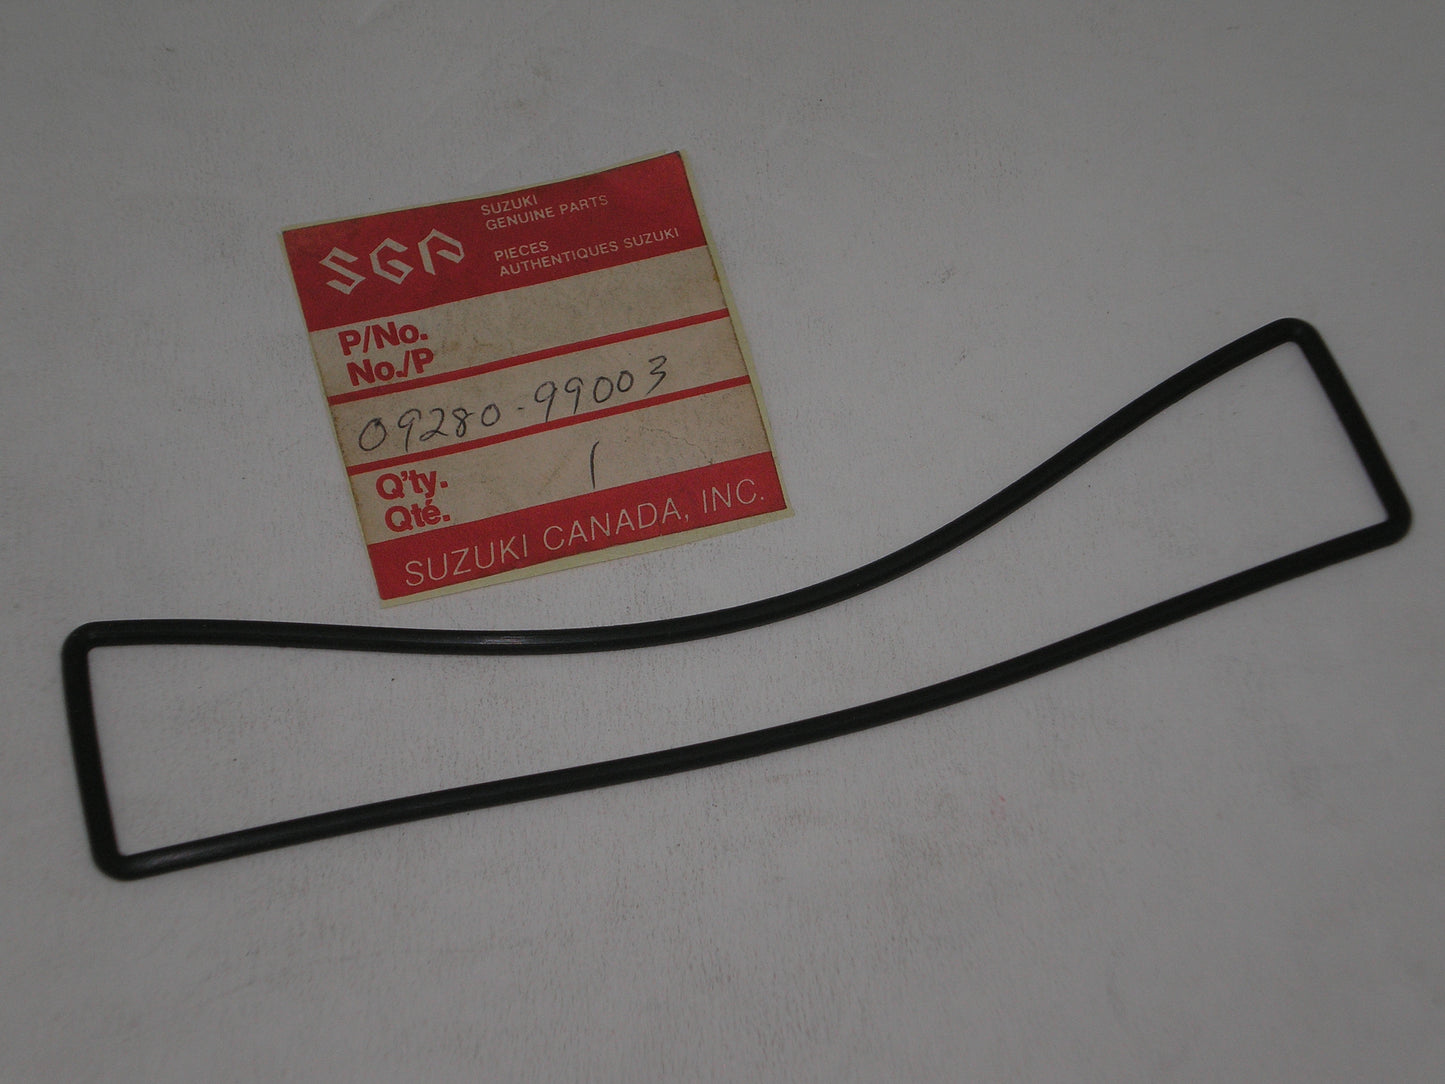 SGP
SUZUKI
GENUINE PARTS
PIECES
AUTHENTIQUES SUZUKI
P/No.
No./P
09280-99003
Q'ty. 1
Qté.
SUZUKI CANADA, INC.